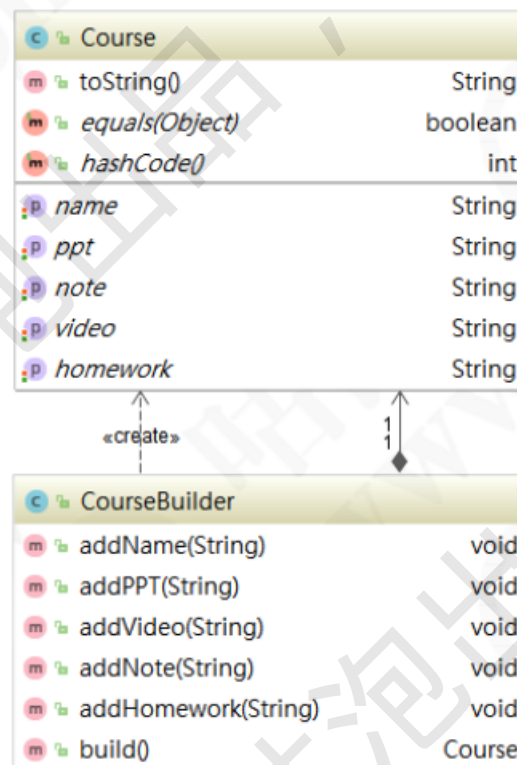 Course
toString() String
equals(Object) boolean
hashCode() int
name String
ppt String
note String
video String
homework String
«create»
1
1
CourseBuilder
addName(String) void
addPPT(String) void
addVideo(String) void
addNote(String) void
addHomework(String) void
build() Course